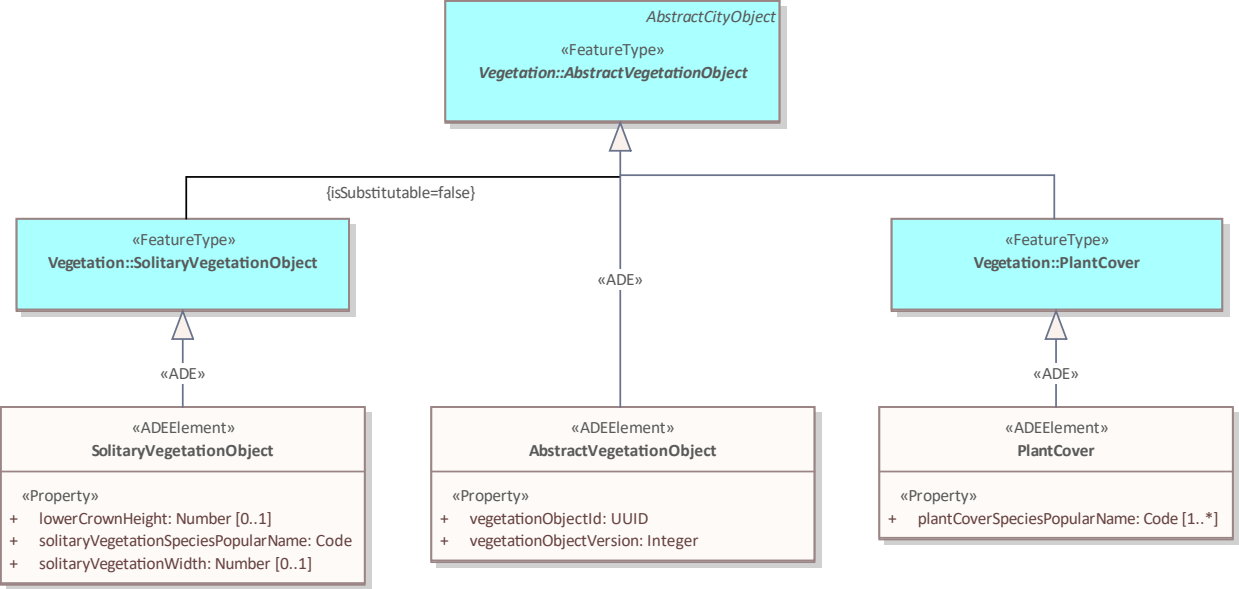 AbstractCityObject
«FeatureType»
Vegetation::AbstractVegetationObject
{isSubstitutable=false}
«FeatureType»
Vegetation::SolitaryVegetationObject
«FeatureType»
Vegetation::PlantCover
«ADE»
«ADE»
«ADE»
«ADEElement»
SolitaryVegetationObject
«Property»
+ lowerCrownHeight: Number [0..1]
+ solitaryVegetationSpeciesPopularName: Code
+ solitaryVegetationWidth: Number [0..1]
«ADEElement»
AbstractVegetationObject
«Property»
+ vegetationObjectId: UUID
+ vegetationObjectVersion: Integer
«ADEElement»
PlantCover
«Property»
+ plantCoverSpeciesPopularName: Code [1..*]